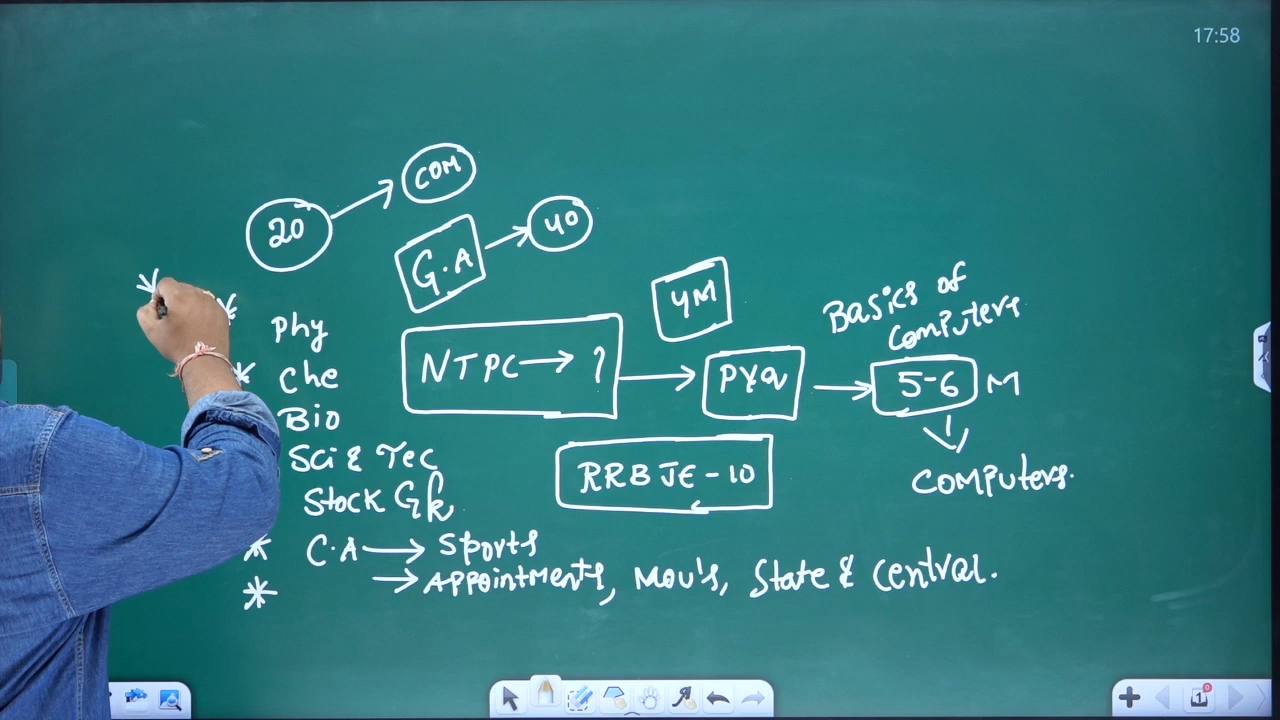 17:58
20 → COM
G.A → 40
4M
Basics of
computers
Phy
NTPC → ? → PYQ → 5-6 M
Che
Bio
Sci & Tec
RRB JE - 10
Computers.
Stock Gk
C.A → Sports
→ Appointments, MOU's, State & Central.
1